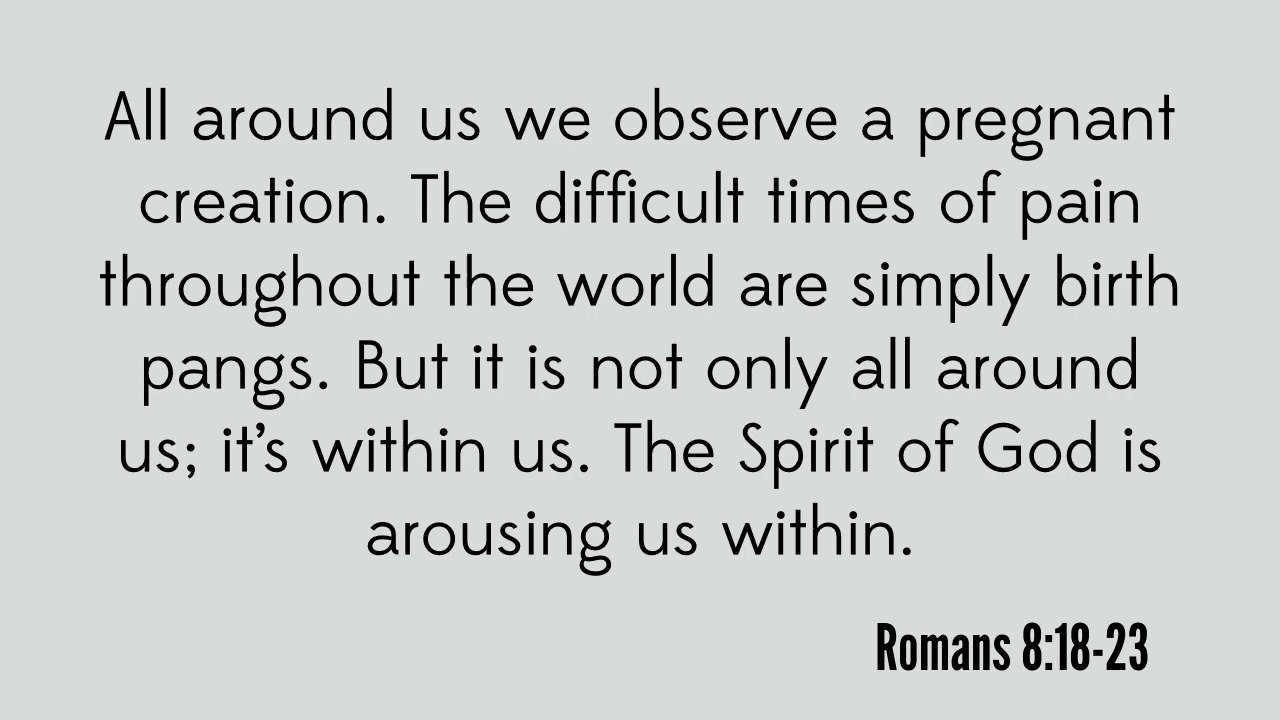 All around us we observe a pregnant
creation. The difficult times of pain
throughout the world are simply birth
pangs. But it is not only all around
us; it’s within us. The Spirit of God is
arousing us within.
Romans 8:18-23